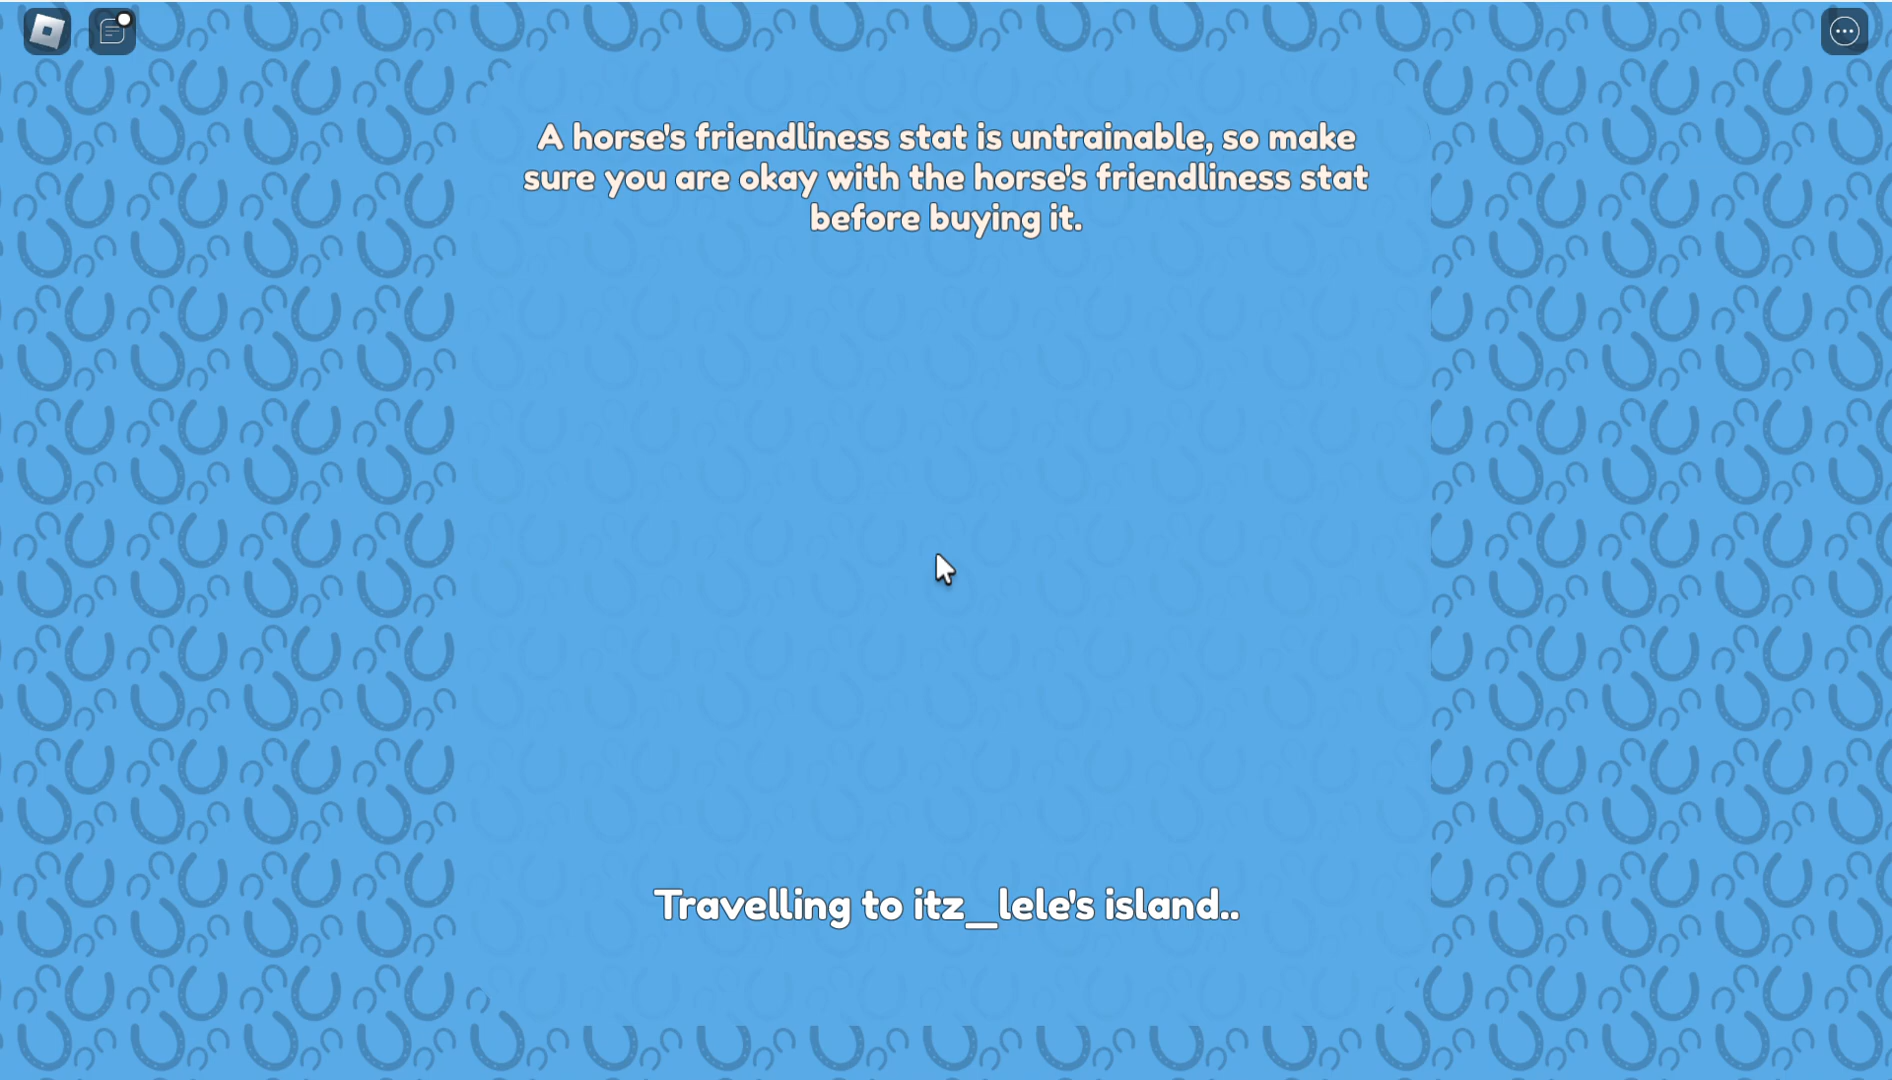 A horse's friendliness stat is untrainable, so make
sure you are okay with the horse's friendliness stat
before buying it.
Travelling to itz__lele's island..